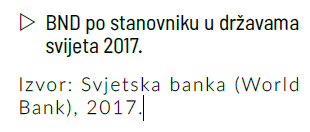 BND po stanovniku u državama
svijeta 2017.
Izvor: Svjetska banka (World
Bank), 2017.